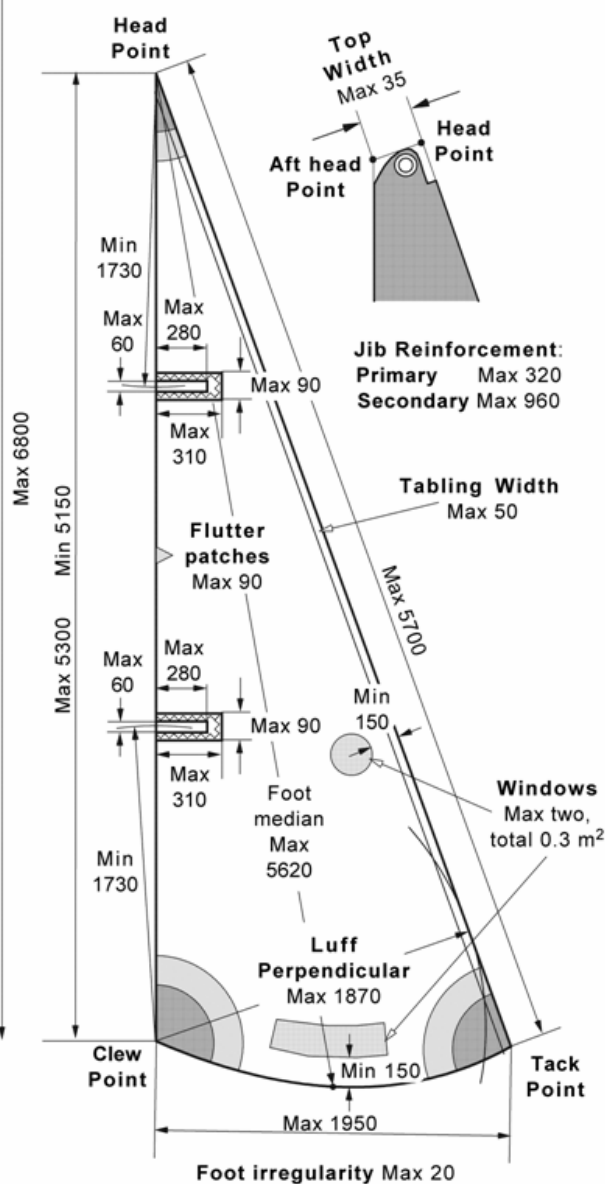 Head
Point
Top
Width
Max 35
Head
Point
Aft head
Point
Min
1730
Max
280
Max
60
Max 90
Max
310
Jib Reinforcement:
Primary Max 320
Secondary Max 960
Max 6800
Min 5150
Max 5300
Tabling Width
Max 50
Flutter
patches
Max 90
Max 5700
Max
280
Max
60
Max 90
Max
310
Min
150
Windows
Max two,
total 0.3 m²
Foot
median
Max
5620
Min
1730
Luff
Perpendicular
Max 1870
Clew
Point
Min 150
Tack
Point
Max 1950
Foot irregularity Max 20